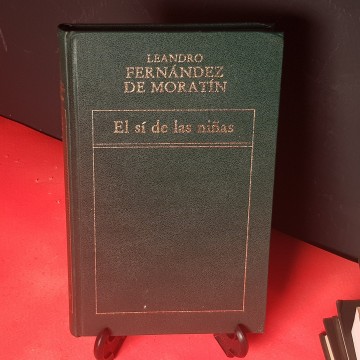 LEANDRO
FERNÁNDEZ
DE MORATÍN
El sí de las niñas